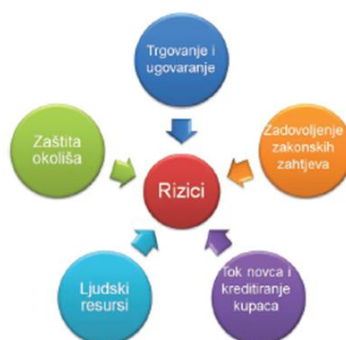 Trgovanje i
ugovaranje
Zaštita
okoliša
Zadovoljenje
zakonskih
zahtjeva
Rizici
Ljudski
resursi
Tok novca i
kreditiranje
kupaca